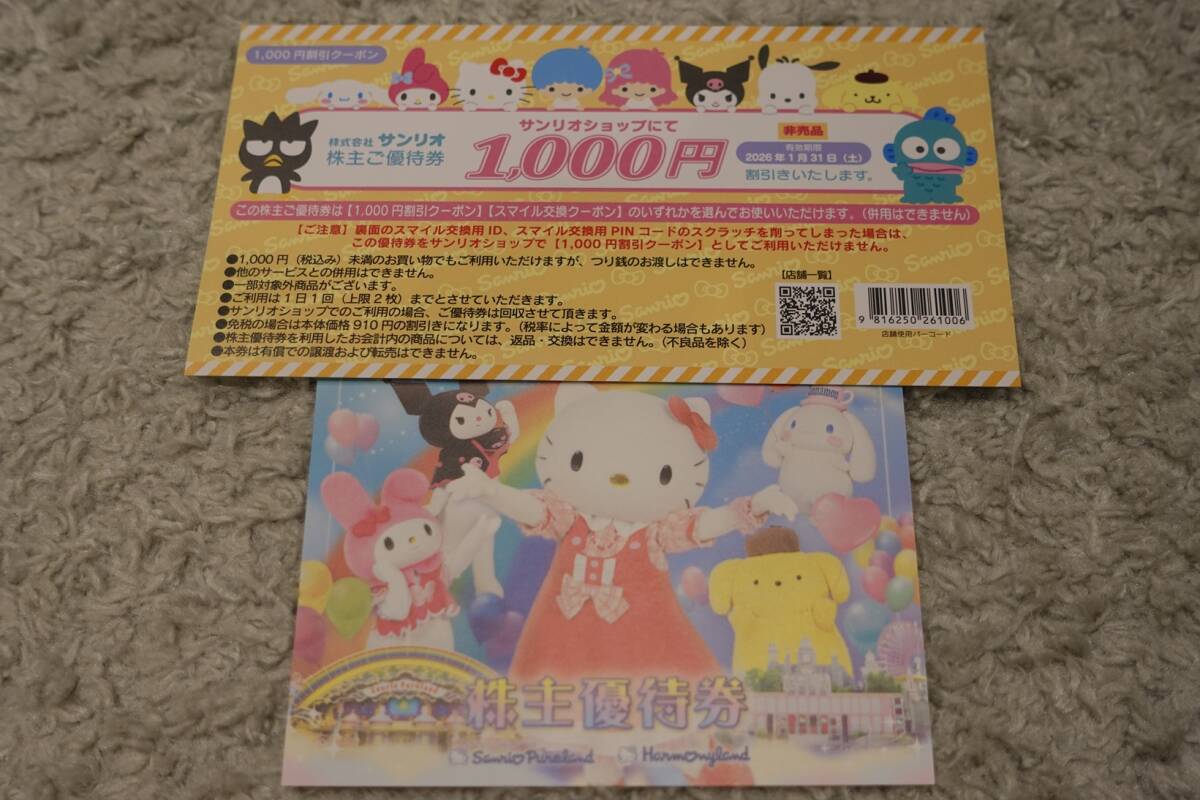 1,000円割引クーポン
サンリオショップにて
株式会社 サンリオ
株主ご優待券
1,000円
非売品
有効期限
2026年1月31日(土)
割引きいたします。
この株主ご優待券は【1,000円割引クーポン】【スマイル交換クーポン】のいずれかを選んでお使いいただけます。(併用はできません)
【ご注意】裏面のスマイル交換用ID、スマイル交換用PINコードのスクラッチを削ってしまった場合は、
この優待券をサンリオショップで【1,000円割引クーポン】としてご利用いただけません。
●1,000円(税込み)未満のお買い物でもご利用いただけますが、つり銭のお渡しはできません。
●他のサービスとの併用はできません。
●一部対象外商品がございます。
●ご利用は1日1回(上限2枚)までとさせていただきます。
●サンリオショップでのご利用の場合、ご優待券は回収させて頂きます。
●免税の場合は本体価格910円の割引きになります。(税率によって金額が変わる場合もあります)
●株主優待券を利用したお会計内の商品については、返品・交換はできません。(不良品を除く)
●本券は有償での譲渡および転売はできません。
【店舗一覧】
9 816250 261006
店舗使用バーコード
Cinnamon
Sanrio Puroland
株主優待券
Sanrio Puroland
Harmonyland